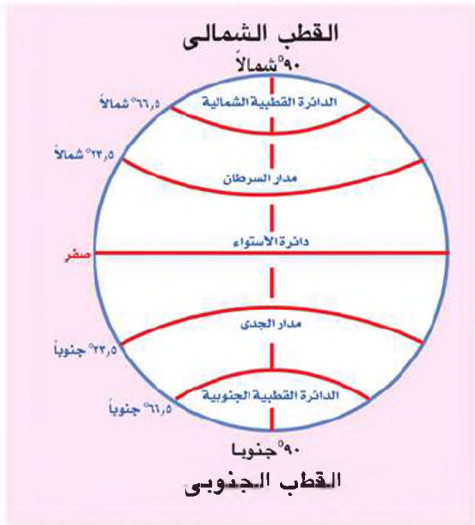 القطب الشمالى
٩٠° شمالاً
الدائرة القطبية الشمالية
٦٦,٥° شمالاً
٢٣,٥° شمالاً
مدار السرطان
دائرة الأستواء
صفر
مدار الجدى
٢٣,٥° جنوباً
الدائرة القطبية الجنوبية
٦٦,٥° جنوباً
٩٠° جنوبا
القطب الجنوبى